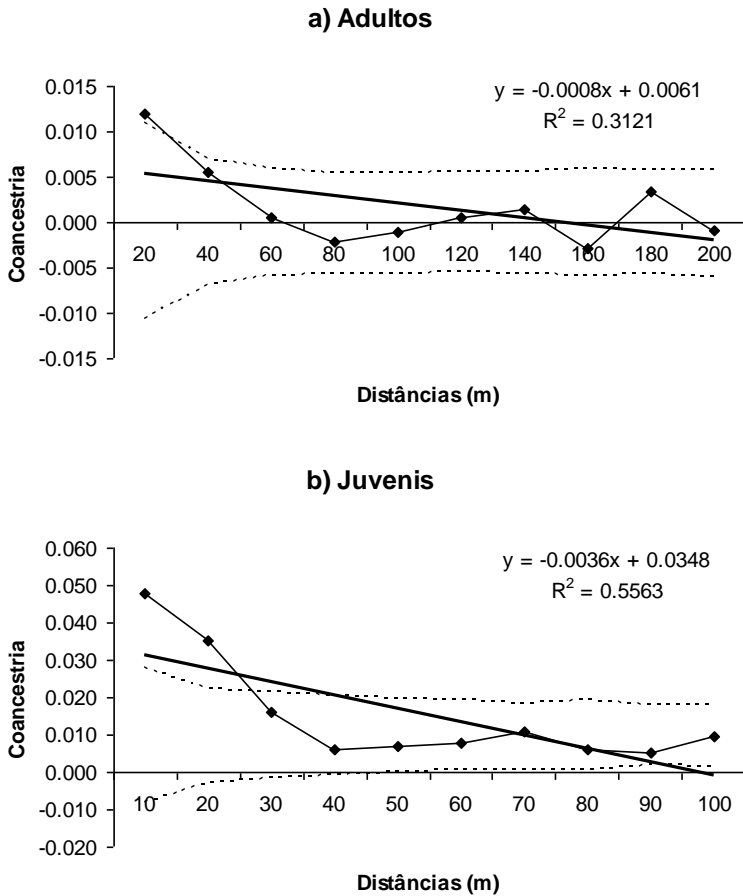 a) Adultos
y = -0.0008x + 0.0061
R² = 0.3121
0.015
0.010
0.005
0.000
-0.005
-0.010
-0.015
20 40 60 80 100 120 140 160 180 200
Coancestria
Distâncias (m)
b) Juvenis
y = -0.0036x + 0.0348
R² = 0.5563
0.060
0.050
0.040
0.030
0.020
0.010
0.000
-0.010
-0.020
10 20 30 40 50 60 70 80 90 100
Coancestria
Distâncias (m)